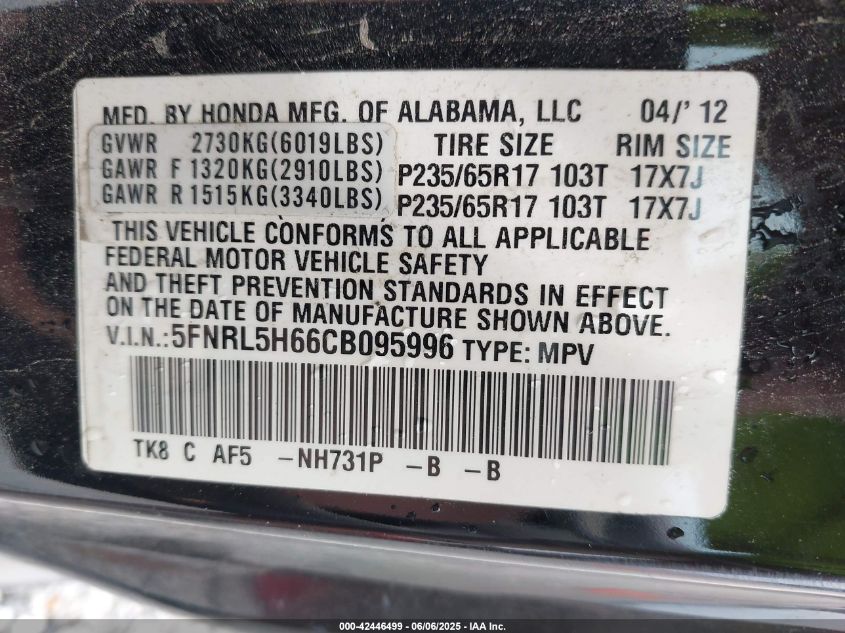 MFD. BY HONDA MFG. OF ALABAMA, LLC 04/'12
GVWR 2730KG(6019LBS) TIRE SIZE RIM SIZE
GAWR F 1320KG(2910LBS) P235/65R17 103T 17X7J
GAWR R 1515KG(3340LBS) P235/65R17 103T 17X7J
THIS VEHICLE CONFORMS TO ALL APPLICABLE
FEDERAL MOTOR VEHICLE SAFETY
AND THEFT PREVENTION STANDARDS IN EFFECT
ON THE DATE OF MANUFACTURE SHOWN ABOVE.
V.I.N.:5FNRL5H66CB095996 TYPE: MPV
TK8 C AF5 -NH731P -B -B
000-42446499 - 06/06/2025 - IAA Inc.